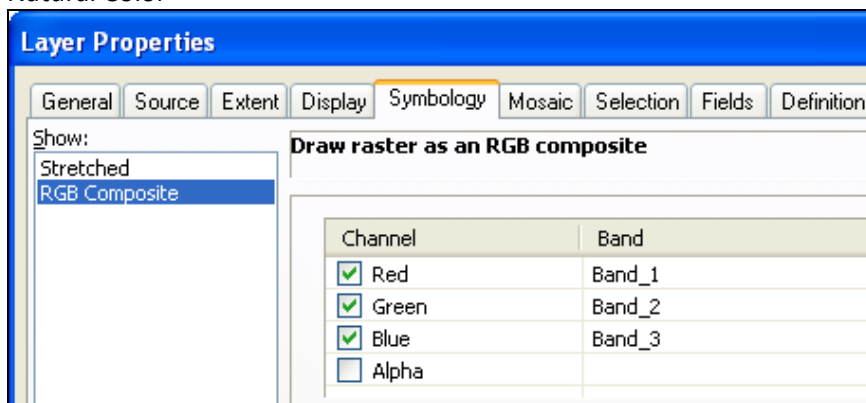 Natural Color
Layer Properties
General Source Extent Display Symbology Mosaic Selection Fields Definition
Show:
Stretched
RGB Composite
Draw raster as an RGB composite
Channel Band
Red Band_1
Green Band_2
Blue Band_3
Alpha